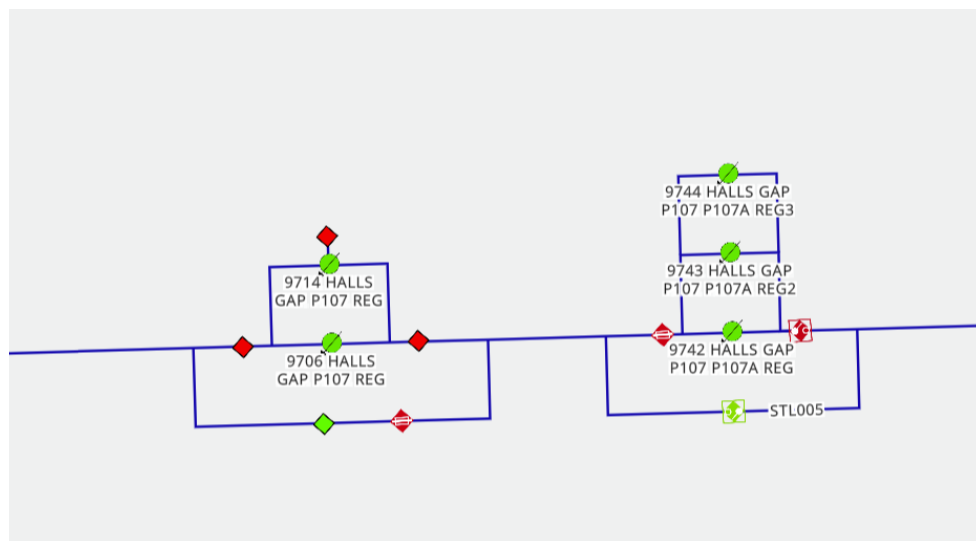 9744 HALLS GAP
P107 P107A REG3
9714 HALLS
GAP P107 REG
9743 HALLS GAP
P107 P107A REG2
9706 HALLS
GAP P107 REG
9742 HALLS GAP
P107 P107A REG
STL005